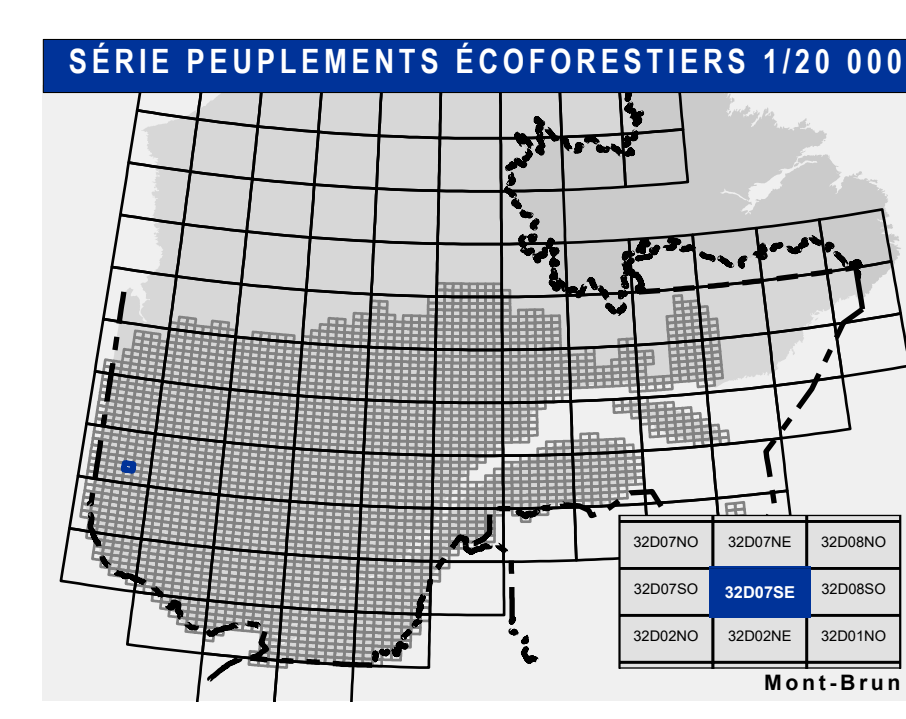 SÉRIE PEUPLEMENTS ÉCOFORESTIERS 1/20 000
32D07NO 32D07NE 32D08NO
32D07SO 32D07SE 32D08SO
32D02NO 32D02NE 32D01NO
Mont-Brun